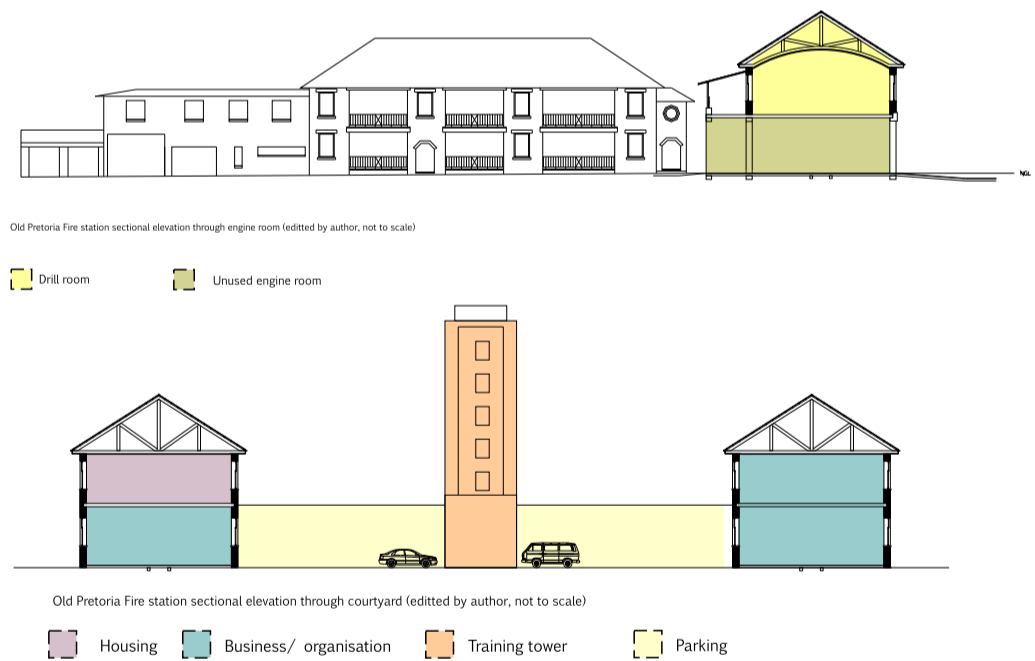 NGL
Old Pretoria Fire station sectional elevation through engine room (editted by author, not to scale)
Drill room
Unused engine room
Old Pretoria Fire station sectional elevation through courtyard (editted by author, not to scale)
Housing
Business/ organisation
Training tower
Parking